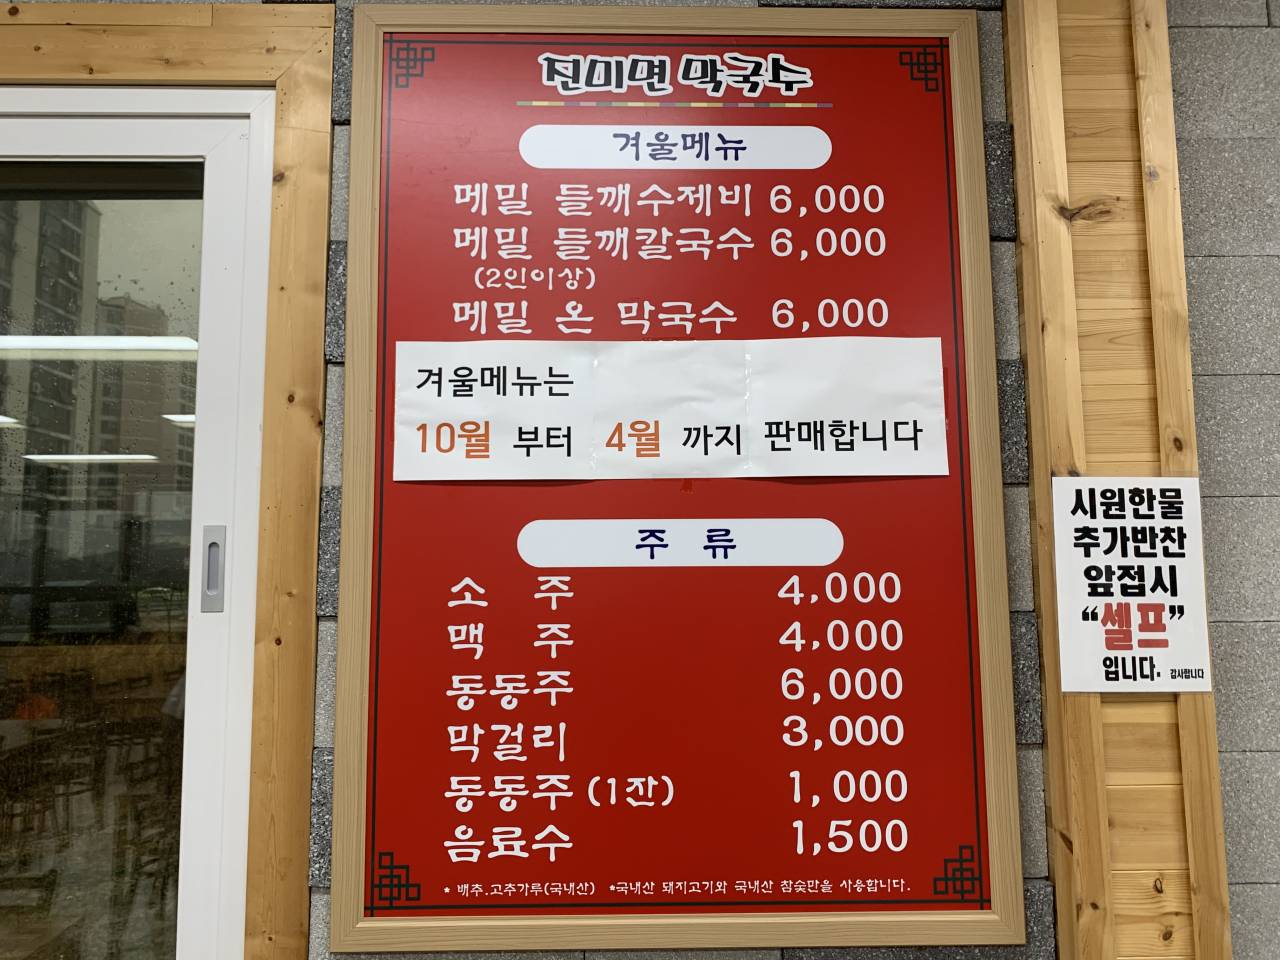 전미면 막국수
겨울메뉴
메밀 들깨수제비 6,000
메밀 들깨칼국수 6,000
(2인이상)
메밀 온 막국수 6,000
겨울메뉴는
10월 부터 4월 까지 판매합니다
주 류
소 주 4,000
맥 주 4,000
동동주 6,000
막걸리 3,000
동동주 (1잔) 1,000
음료수 1,500
* 배추.고추가루(국내산) *국내산 돼지고기와 국내산 참숯만을 사용합니다.
시원한물
추가반찬
앞접시
“셀프”
입니다. 감사합니다